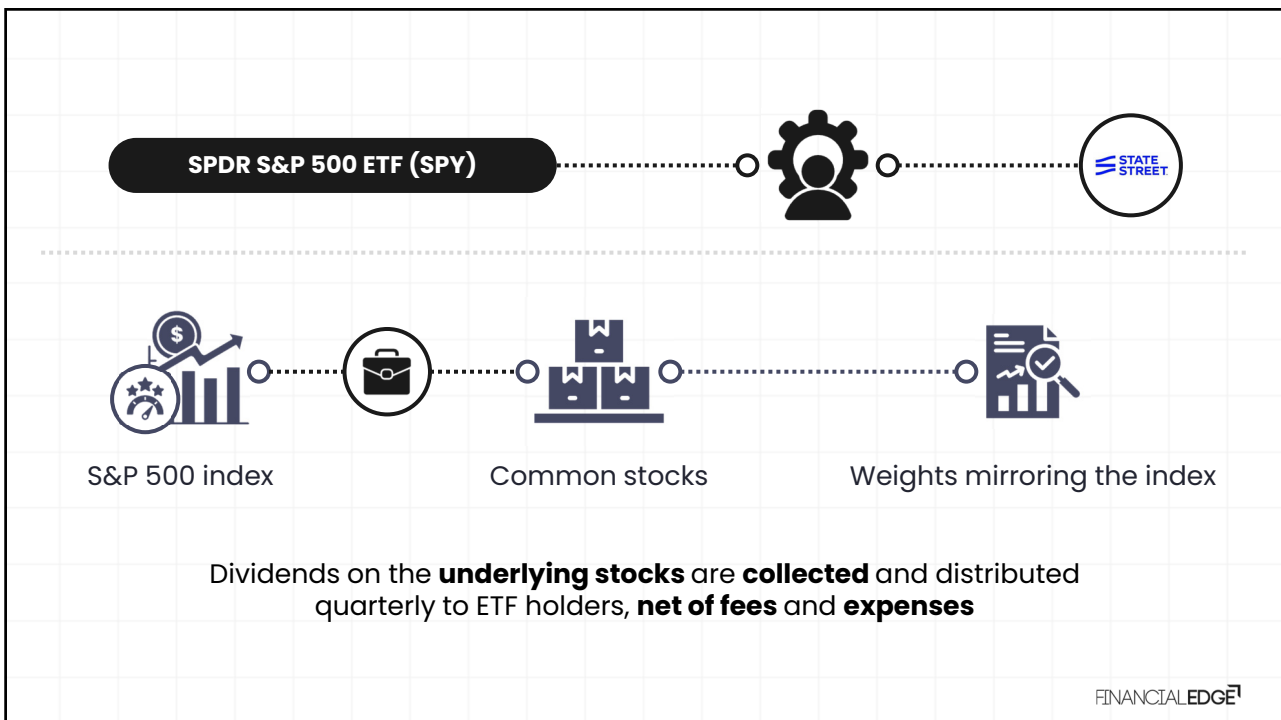 SPDR S&P 500 ETF (SPY)
STATE
STREET
$
S&P 500 index
Common stocks
Weights mirroring the index
Dividends on the underlying stocks are collected and distributed
quarterly to ETF holders, net of fees and expenses
FINANCIALEDGE